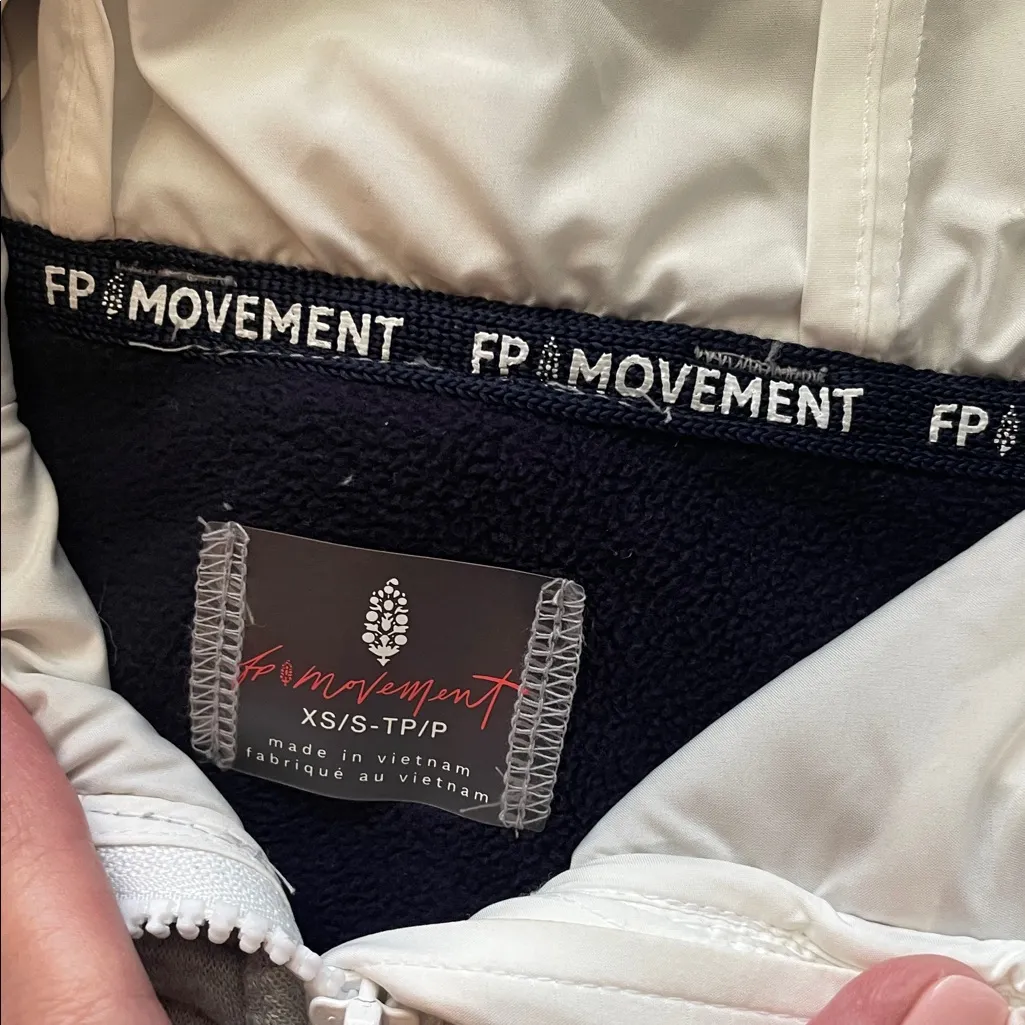 FP MOVEMENT FP MOVEMENT FP
fp movement
XS/S-TP/P
made in vietnam
fabriqué au vietnam